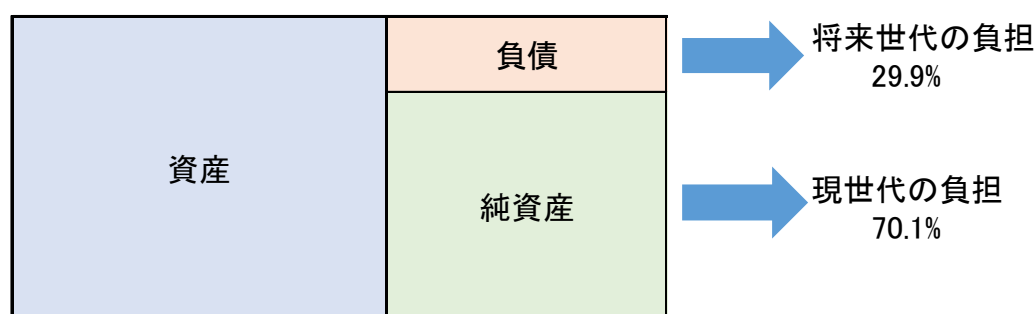 資産
負債
純資産
将来世代の負担
29.9%
現世代の負担
70.1%